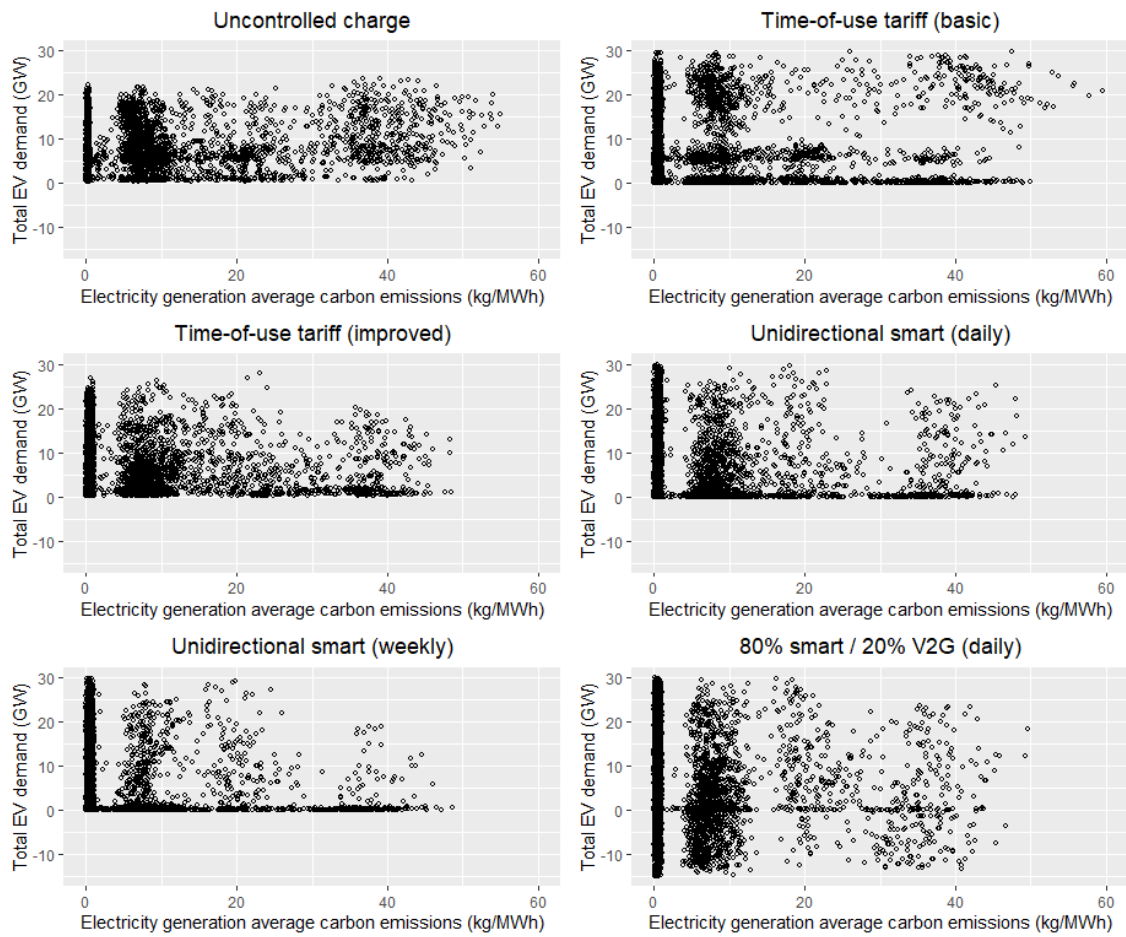 Uncontrolled charge
Total EV demand (GW)
30
20
10
0
-10
0 20 40 60
Electricity generation average carbon emissions (kg/MWh)
Time-of-use tariff (basic)
Total EV demand (GW)
30
20
10
0
-10
0 20 40 60
Electricity generation average carbon emissions (kg/MWh)
Time-of-use tariff (improved)
Total EV demand (GW)
30
20
10
0
-10
0 20 40 60
Electricity generation average carbon emissions (kg/MWh)
Unidirectional smart (daily)
Total EV demand (GW)
30
20
10
0
-10
0 20 40 60
Electricity generation average carbon emissions (kg/MWh)
Unidirectional smart (weekly)
Total EV demand (GW)
30
20
10
0
-10
0 20 40 60
Electricity generation average carbon emissions (kg/MWh)
80% smart / 20% V2G (daily)
Total EV demand (GW)
30
20
10
0
-10
0 20 40 60
Electricity generation average carbon emissions (kg/MWh)